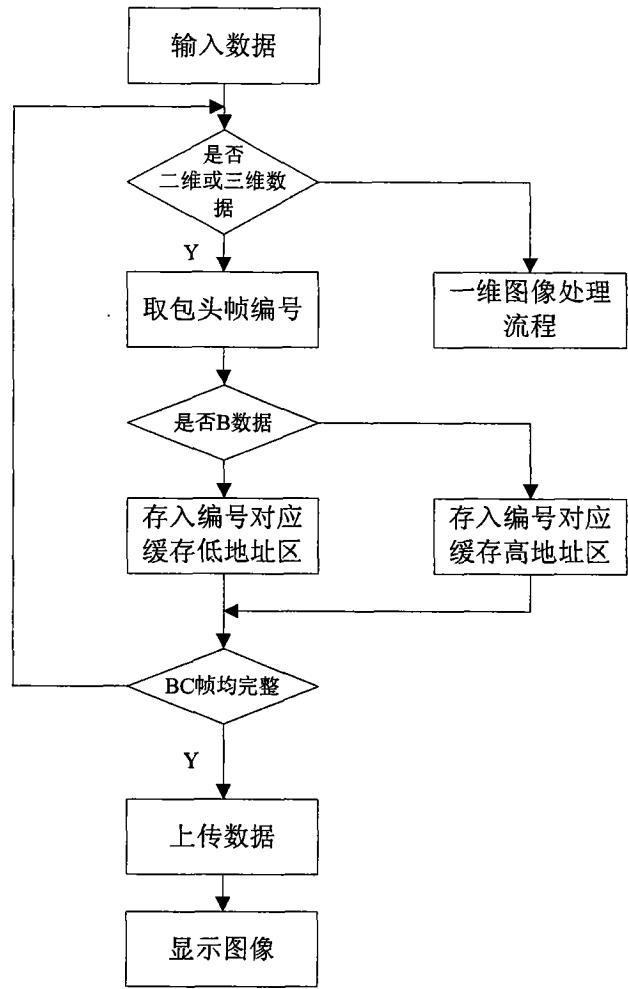 输入数据
是否
二维或三维数
据
Y
取包头帧编号
一维图像处理
流程
是否B数据
存入编号对应
缓存低地址区
存入编号对应
缓存高地址区
BC帧均完整
Y
上传数据
显示图像